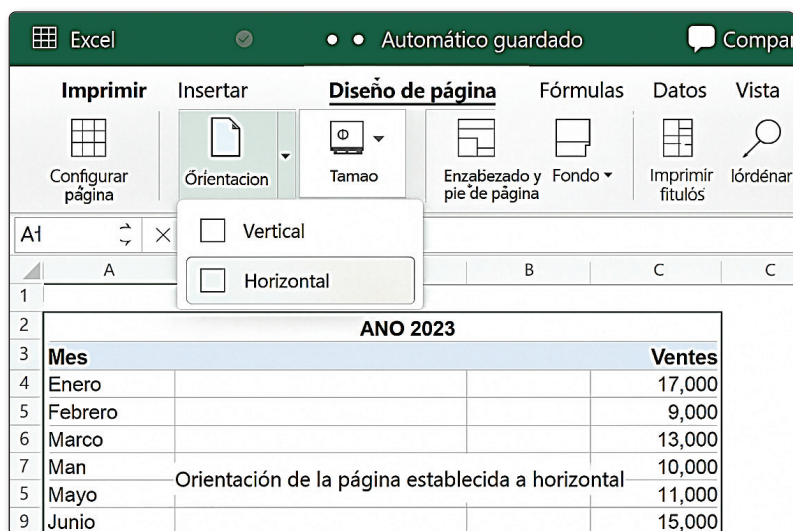 Excel Automático guardado Compar
Imprimir Insertar Diseño de página Fórmulas Datos Vista
Configurar página
Órientacion
Tamao
Enzabezado y pie de página
Fondo
Imprimir fitulós
lórdénar
A1
Vertical
Horizontal
A B C C
1
2 ANO 2023
3 Mes Ventes
4 Enero 17,000
5 Febrero 9,000
6 Marco 13,000
7 Man 10,000
Orientación de la página establecida a horizontal
5 Mayo 11,000
9 Junio 15,000